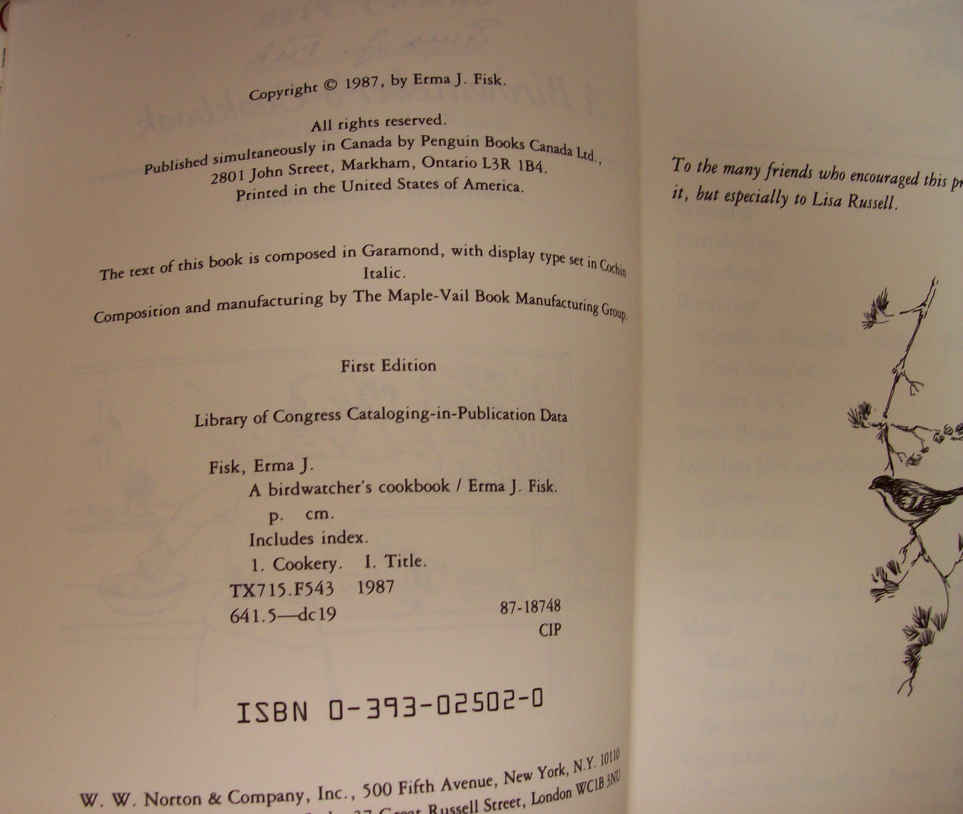 Copyright © 1987, by Erma J. Fisk.
All rights reserved.
Published simultaneously in Canada by Penguin Books Canada Ltd.,
2801 John Street, Markham, Ontario L3R 1B4.
Printed in the United States of America.
The text of this book is composed in Garamond, with display type set in Cochin
Italic.
Composition and manufacturing by The Maple-Vail Book Manufacturing Group.
First Edition
Library of Congress Cataloging-in-Publication Data
Fisk, Erma J.
A birdwatcher's cookbook / Erma J. Fisk.
p. cm.
Includes index.
1. Cookery. I. Title.
TX715.F543 1987
641.5—dc19 87-18748
CIP
ISBN 0-393-02502-0
W. W. Norton & Company, Inc., 500 Fifth Avenue, New York, N.Y. 10110
37 Great Russell Street, London WC1B 3NU
To the many friends who encouraged this pr
it, but especially to Lisa Russell.